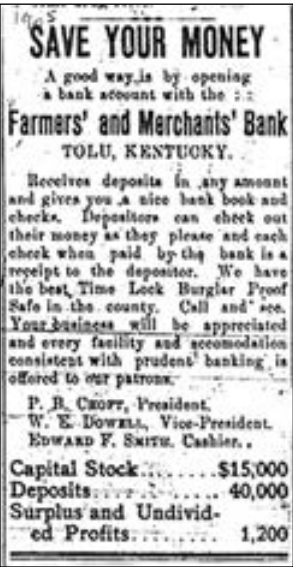 1905
SAVE YOUR MONEY
A good way is by opening
a bank account with the : :
Farmers' and Merchants' Bank
TOLU, KENTUCKY.
Receives deposits in any amount
and gives you a nice bank book and
checks. Depositors can check out
their money as they please and each
check when paid by the bank is a
receipt to the depositor. We have
the best Time Lock Burglar Proof
Safe in the county. Call and see.
Your business will be appreciated
and every facility and accomodation
consistent with prudent banking is
offered to our patrons.
P. B. CROFT, President.
W. E. DOWELL, Vice-President.
EDWARD F. SMITH, Cashier.
Capital Stock........$15,000
Deposits............. 40,000
Surplus and Undivid-
ed Profits......... 1,200